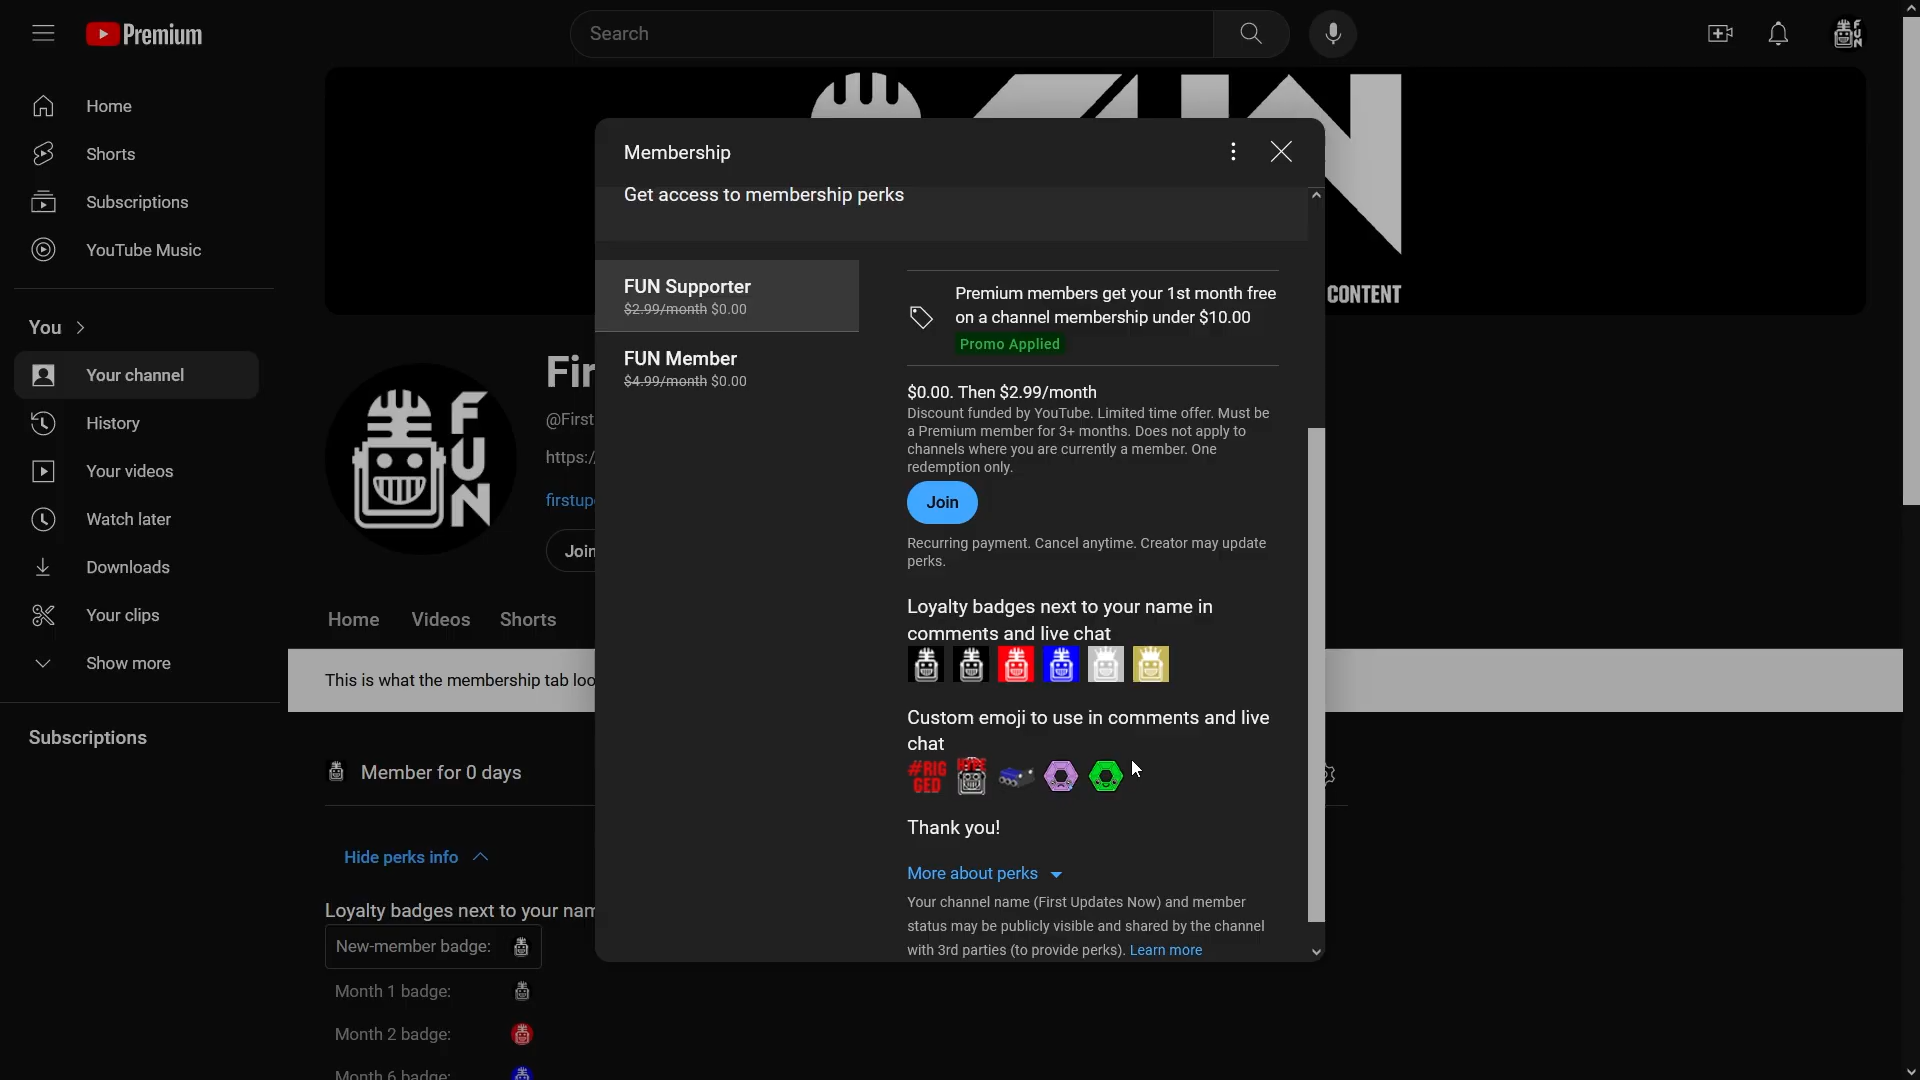 Premium
Search
FUN
Home
Shorts
Subscriptions
YouTube Music
You
Your channel
History
Your videos
Watch later
Downloads
Your clips
Show more
Subscriptions
CONTENT
FUN
Fir
@First
https:/
firstup
Join
Home Videos Shorts
This is what the membership tab loo
Member for 0 days
Hide perks info
Loyalty badges next to your nam
New-member badge:
Month 1 badge:
Month 2 badge:
Month 6 badge:
Membership
Get access to membership perks
FUN Supporter
$2.99/month $0.00
FUN Member
$4.99/month $0.00
Premium members get your 1st month free
on a channel membership under $10.00
Promo Applied
$0.00. Then $2.99/month
Discount funded by YouTube. Limited time offer. Must be
a Premium member for 3+ months. Does not apply to
channels where you are currently a member. One
redemption only.
Join
Recurring payment. Cancel anytime. Creator may update
perks.
Loyalty badges next to your name in
comments and live chat
Custom emoji to use in comments and live
chat
#RIG
GED
HYPE
Thank you!
More about perks
Your channel name (First Updates Now) and member
status may be publicly visible and shared by the channel
with 3rd parties (to provide perks). Learn more